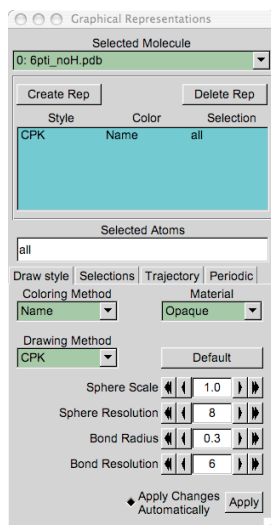 Graphical Representations
Selected Molecule
0: 6pti_noH.pdb
Create Rep Delete Rep
Style Color Selection
CPK Name all
Selected Atoms
all
Draw style Selections Trajectory Periodic
Coloring Method Material
Name Opaque
Drawing Method
CPK Default
Sphere Scale 1.0
Sphere Resolution 8
Bond Radius 0.3
Bond Resolution 6
Apply Changes
Automatically Apply